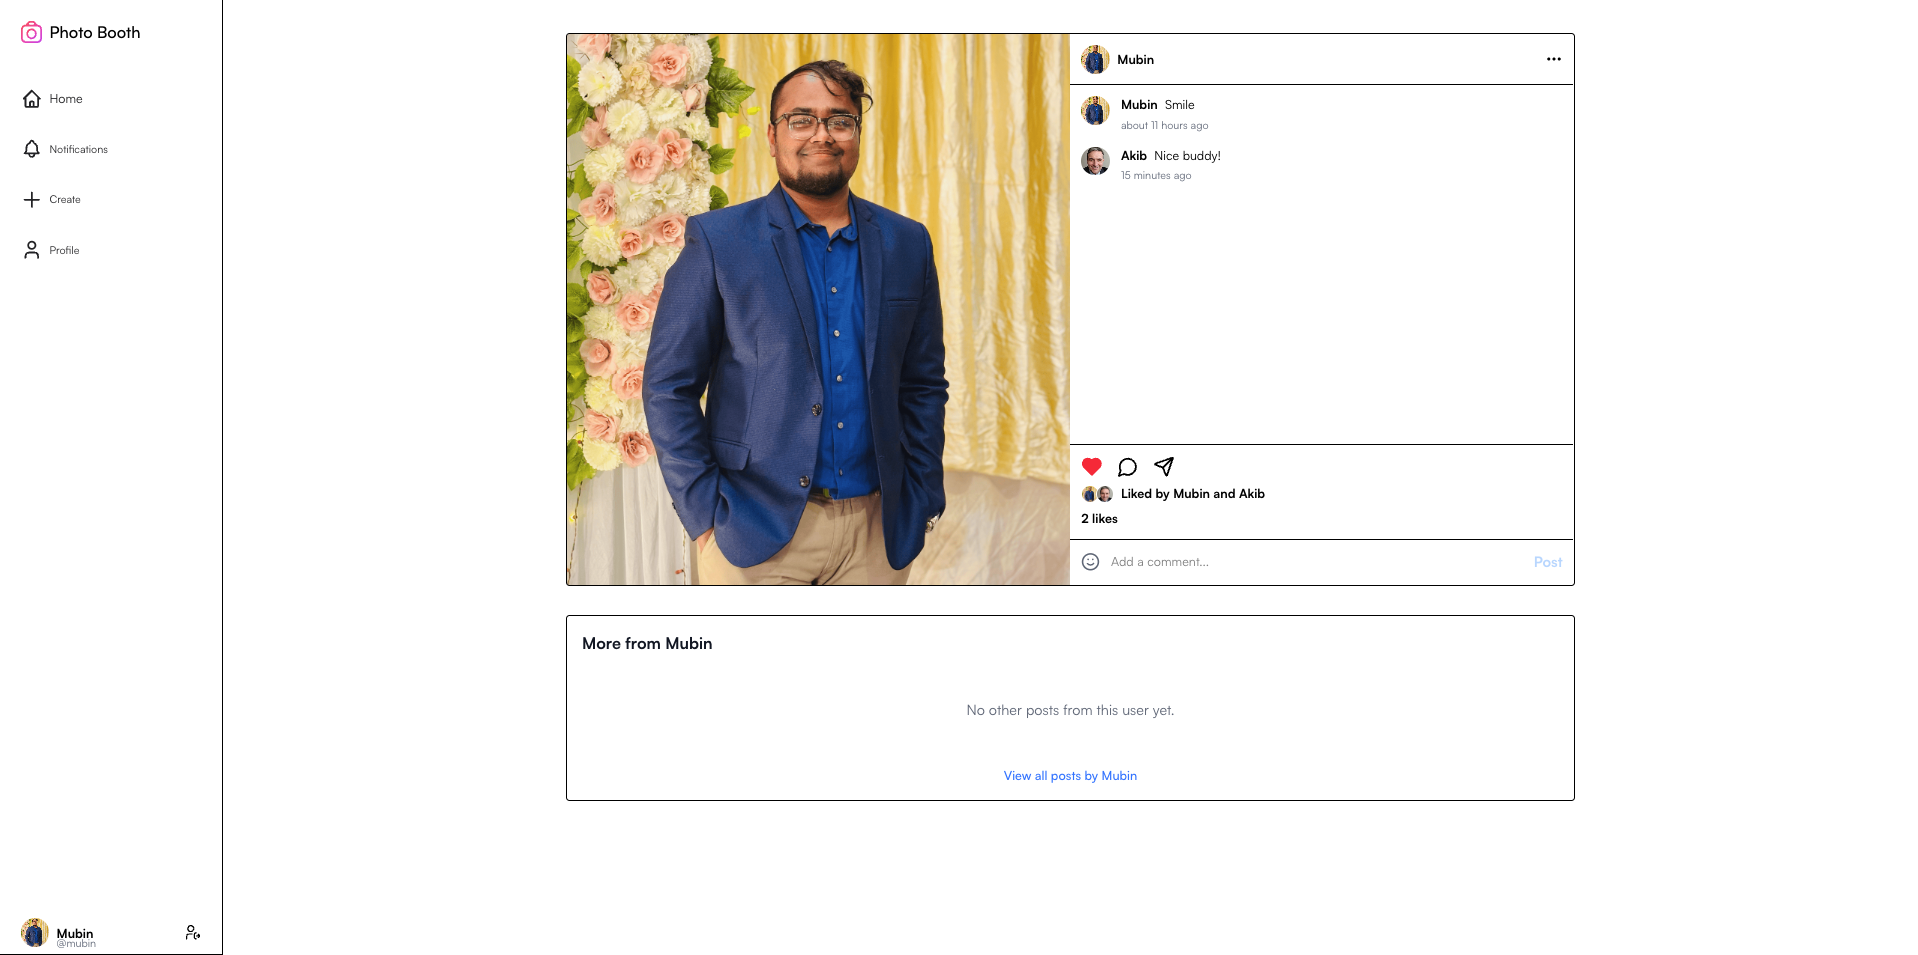 Photo Booth
Home
Notifications
Create
Profile
Mubin
@mubin
Mubin
Mubin Smile
about 11 hours ago
Akib Nice buddy!
15 minutes ago
Liked by Mubin and Akib
2 likes
Add a comment...
Post
More from Mubin
No other posts from this user yet.
View all posts by Mubin